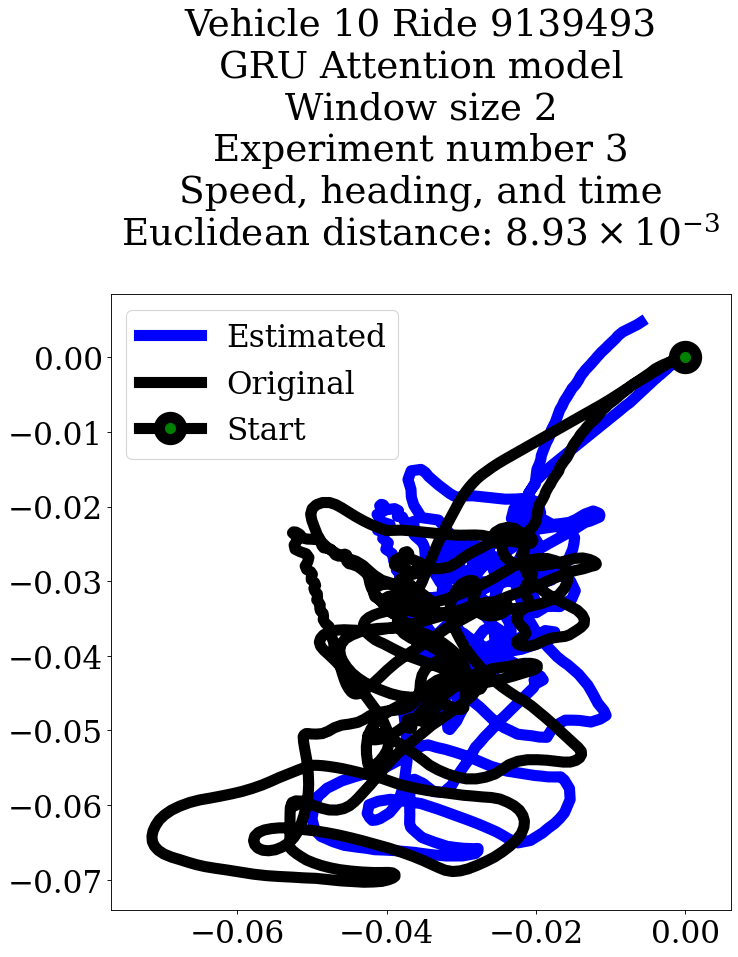 Vehicle 10 Ride 9139493
GRU Attention model
Window size 2
Experiment number 3
Speed, heading, and time
Euclidean distance: 8.93 × 10⁻³
Estimated
Original
Start
0.00
−0.01
−0.02
−0.03
−0.04
−0.05
−0.06
−0.07
−0.06 −0.04 −0.02 0.00